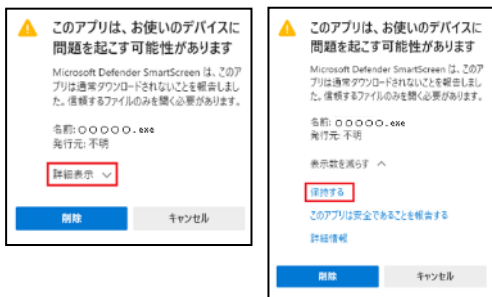 このアプリは、お使いのデバイスに
問題を起こす可能性があります
Microsoft Defender SmartScreen は、このア
プリは通常ダウンロードされないことを報告しまし
た。信頼するファイルのみを開く必要があります。
名前: ○○○○○.exe
発行元: 不明
詳細表示
削除
キャンセル
このアプリは、お使いのデバイスに
問題を起こす可能性があります
Microsoft Defender SmartScreen は、このア
プリは通常ダウンロードされないことを報告しまし
た。信頼するファイルのみを開く必要があります。
名前: ○○○○○.exe
発行元: 不明
表示数を減らす
保持する
このアプリは安全であることを報告する
詳細情報
削除
キャンセル